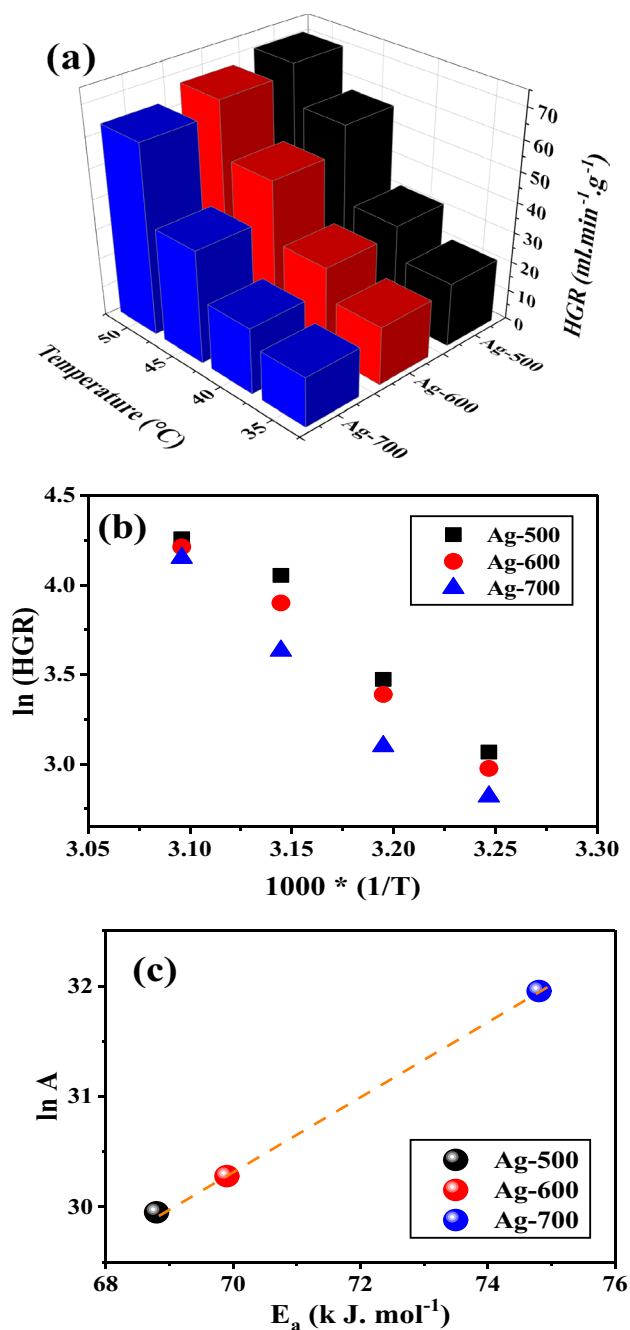 (a)
70
60
50
40
30
20
10
0
HGR (ml.min⁻¹.g⁻¹)
50
45
40
35
Temperature (°C)
Ag-500
Ag-600
Ag-700
(b)
4.5
4.0
3.5
3.0
ln (HGR)
Ag-500
Ag-600
Ag-700
3.05 3.10 3.15 3.20 3.25 3.30
1000 * (1/T)
(c)
32
31
30
ln A
Ag-500
Ag-600
Ag-700
68 70 72 74 76
Eₐ (k J. mol⁻¹)